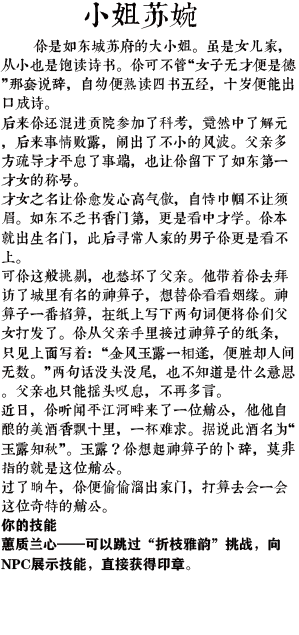 小姐苏婉
你是如东城苏府的大小姐。虽是女儿家，
从小也是饱读诗书。你可不管“女子无才便是德
”那套说辞，自幼便熟读四书五经，十岁便能出
口成诗。
后来你还混进贡院参加了科考，竟然中了解元
，后来事情败露，闹出了不小的风波。父亲多
方疏导才平息了事端，也让你留下了如东第一
才女的称号。
才女之名让你愈发心高气傲，自恃巾帼不让须
眉。如东不乏书香门第，更是看中才学。你本
就出生名门，此后寻常人家的男子你更是看不
上。
可你这般挑剔，也愁坏了父亲。他带着你去拜
访了城里有名的神算子，想替你看看姻缘。神
算子一番掐算，在纸上写下两句词便将你们父
女打发了。你从父亲手里接过神算子的纸条，
只见上面写着：“金风玉露一相逢，便胜却人间
无数。”两句话没头没尾，也不知道是什么意思
。父亲也只能摇头叹息，不再多言。
近日，你听闻平江河畔来了一位艄公，他他自
酿的美酒香飘十里，一杯难求。据说此酒名为“
玉露知秋”。玉露？你想起神算子的卜辞，莫非
指的就是这位艄公。
过了晌午，你便偷偷溜出家门，打算去会一会
这位奇特的艄公。
你的技能
蕙质兰心——可以跳过“折枝雅韵”挑战，向
NPC展示技能，直接获得印章。